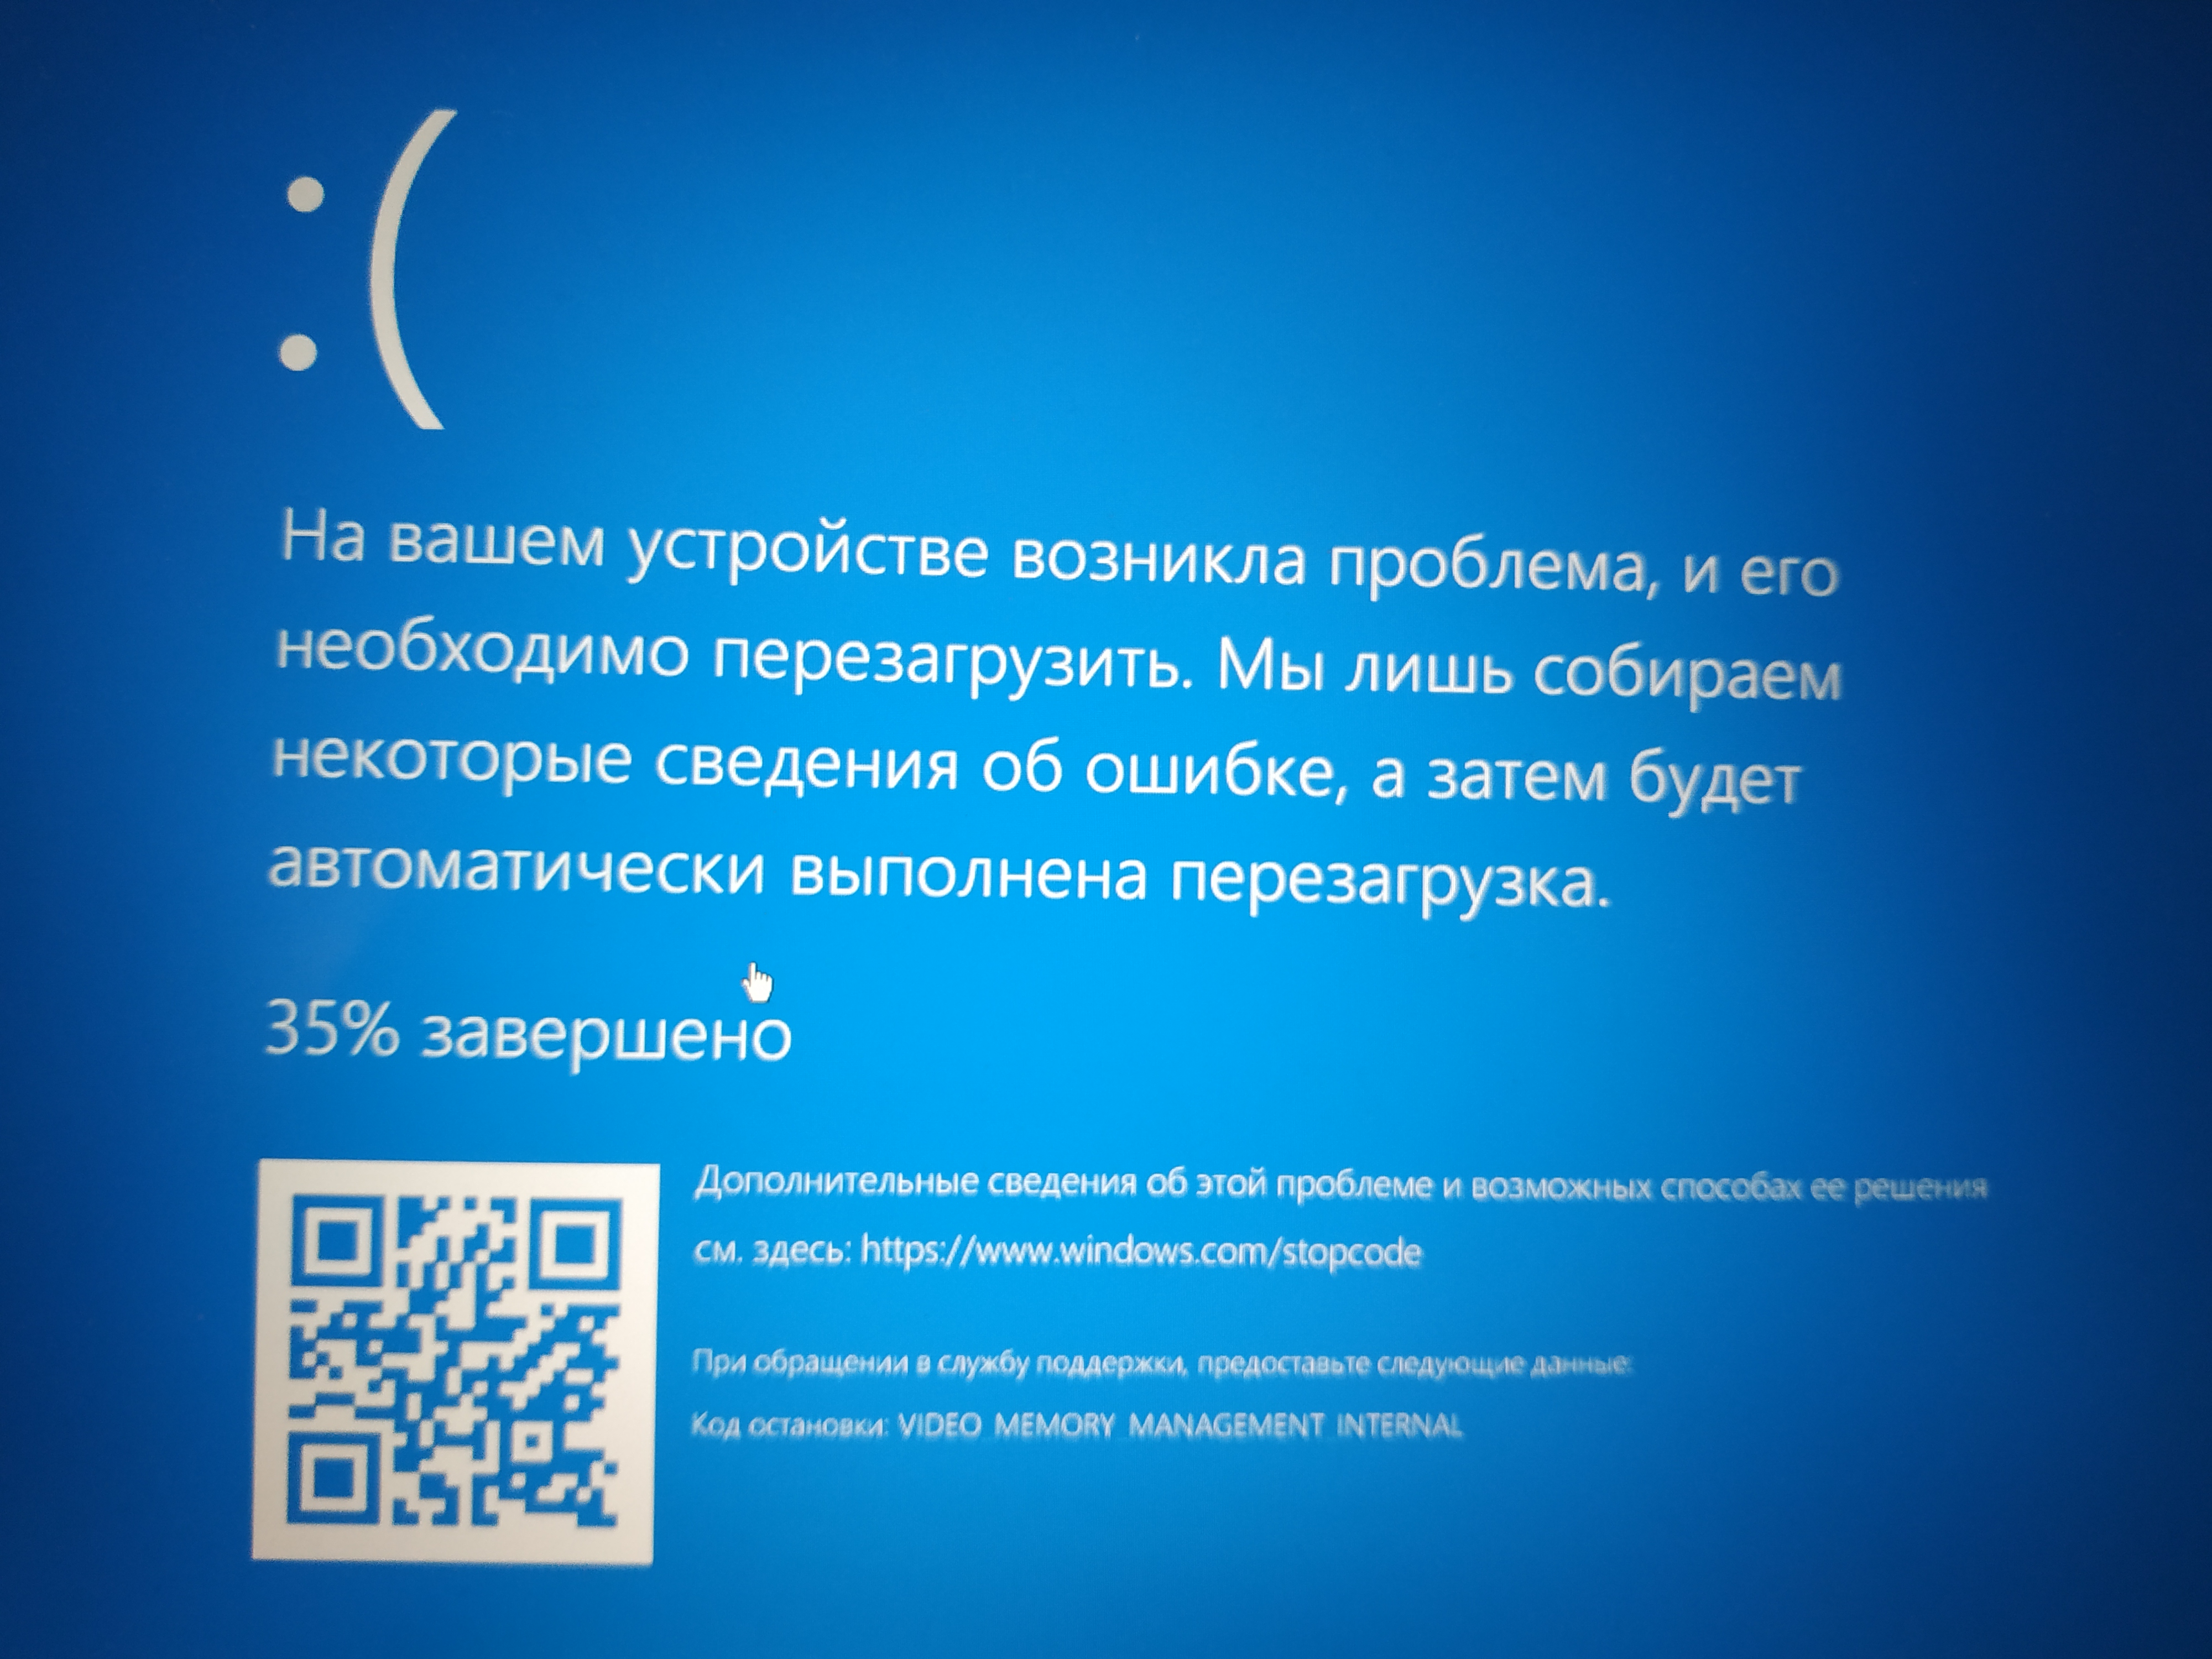 :(
На вашем устройстве возникла проблема, и его
необходимо перезагрузить. Мы лишь собираем
некоторые сведения об ошибке, а затем будет
автоматически выполнена перезагрузка.
35% завершено
Дополнительные сведения об этой проблеме и возможных способах ее решения
см. здесь: https://www.windows.com/stopcode
При обращении в службу поддержки, предоставьте следующие данные:
Код остановки: VIDEO MEMORY MANAGEMENT INTERNAL